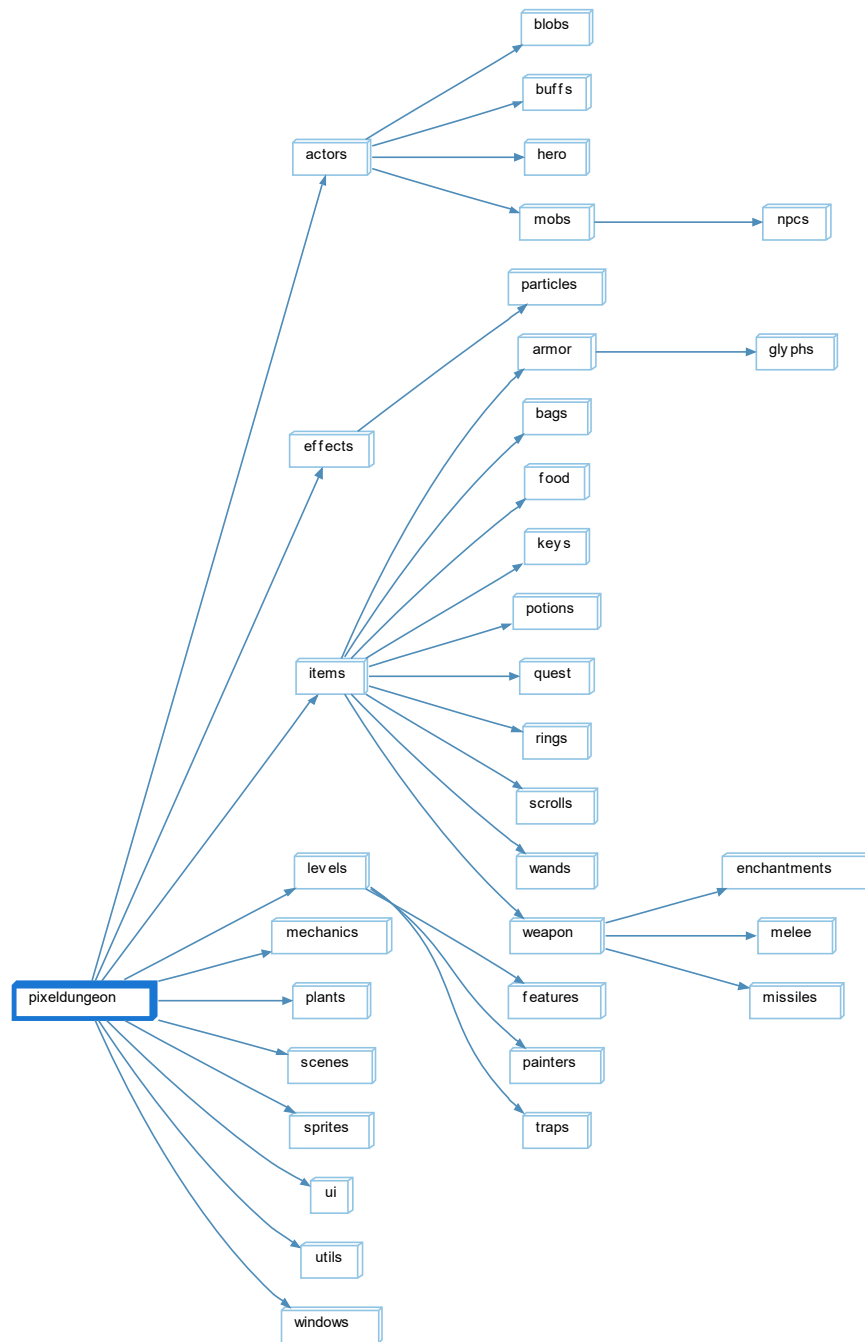 blobs
buffs
actors
hero
mobs
npcs
particles
armor
glyphs
bags
effects
food
keys
potions
items
quest
rings
scrolls
levels
wands
enchantments
mechanics
weapon
melee
pixeldungeon
plants
features
missiles
scenes
painters
sprites
traps
ui
utils
windows